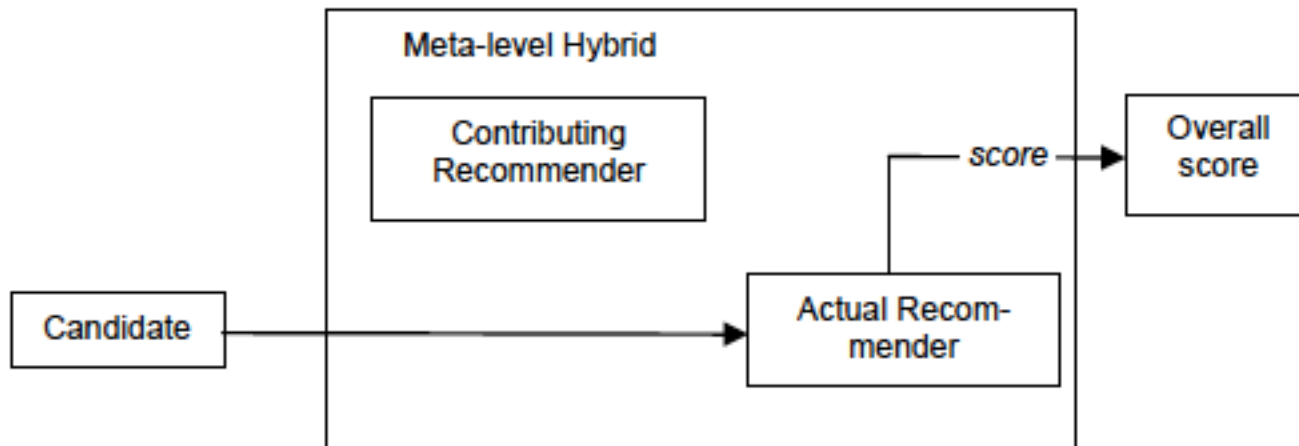 Meta-level Hybrid
Contributing
Recommender
score
Overall
score
Candidate
Actual Recom-
mender